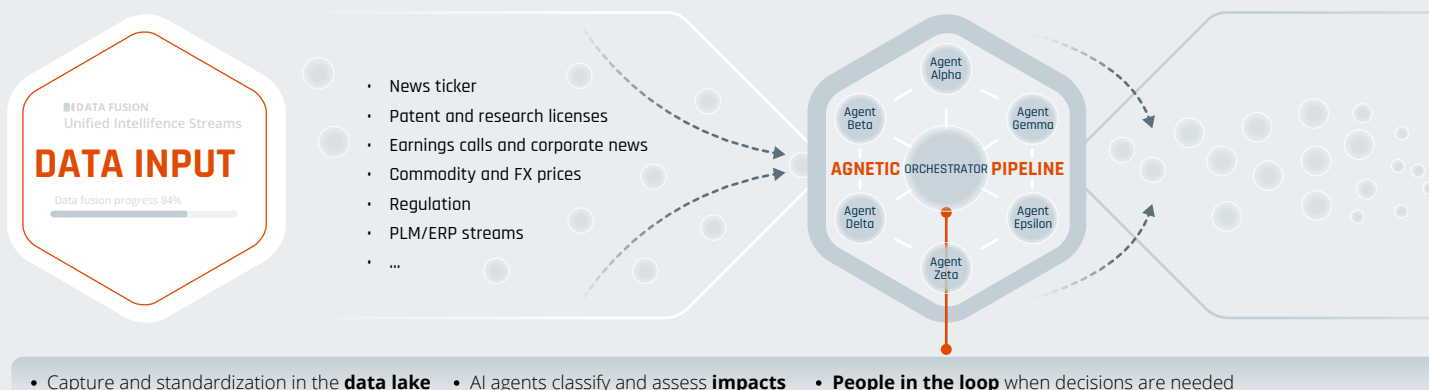 DATA FUSION
Unified Intellifence Streams
DATA INPUT
Data fusion progress 84%
· News ticker
· Patent and research licenses
· Earnings calls and corporate news
· Commodity and FX prices
· Regulation
· PLM/ERP streams
· ...
Agent
Alpha
Agent
Beta
Agent
Gemma
AGNETIC ORCHESTRATOR PIPELINE
Agent
Delta
Agent
Epsilon
Agent
Zeta
• Capture and standardization in the data lake
• AI agents classify and assess impacts
• People in the loop when decisions are needed